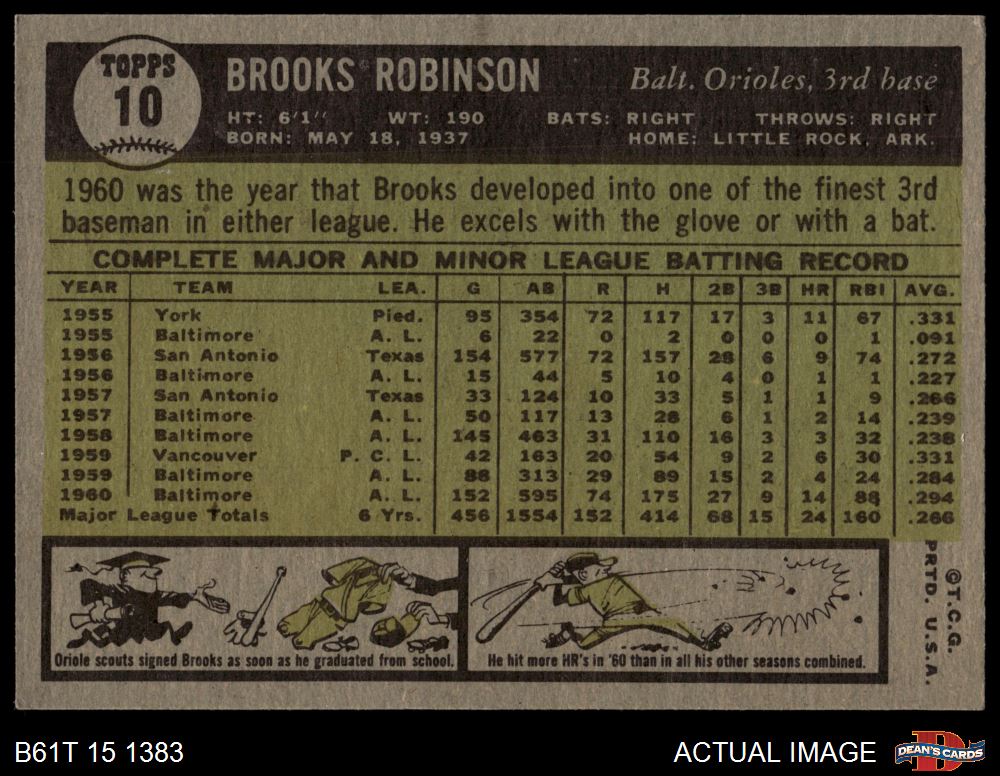 TOPPS
10
BROOKS ROBINSON Balt. Orioles, 3rd base
HT: 6'1" WT: 190 BATS: RIGHT THROWS: RIGHT
BORN: MAY 18, 1937 HOME: LITTLE ROCK, ARK.
1960 was the year that Brooks developed into one of the finest 3rd
baseman in either league. He excels with the glove or with a bat.
COMPLETE MAJOR AND MINOR LEAGUE BATTING RECORD
YEAR TEAM LEA. G AB R H 2B 3B HR RBI AVG.
1955 York Pied. 95 354 72 117 17 3 11 67 .331
1955 Baltimore A. L. 6 22 0 2 0 0 0 1 .091
1956 San Antonio Texas 154 577 72 157 28 6 9 74 .272
1956 Baltimore A. L. 15 44 5 10 4 0 1 1 .227
1957 San Antonio Texas 33 124 10 33 5 1 1 9 .266
1957 Baltimore A. L. 50 117 13 28 6 1 2 14 .239
1958 Baltimore A. L. 145 463 31 110 16 3 3 32 .238
1959 Vancouver P. C. L. 42 163 20 54 9 2 6 30 .331
1959 Baltimore A. L. 88 313 29 89 15 2 4 24 .284
1960 Baltimore A. L. 152 595 74 175 27 9 14 88 .294
Major League Totals 6 Yrs. 456 1554 152 414 68 15 24 160 .266
Oriole scouts signed Brooks as soon as he graduated from school.
He hit more HR's in '60 than in all his other seasons combined.
©T.C.G.
PRTD. U.S.A.
B61T 15 1383
ACTUAL IMAGE
DEAN'S CARDS